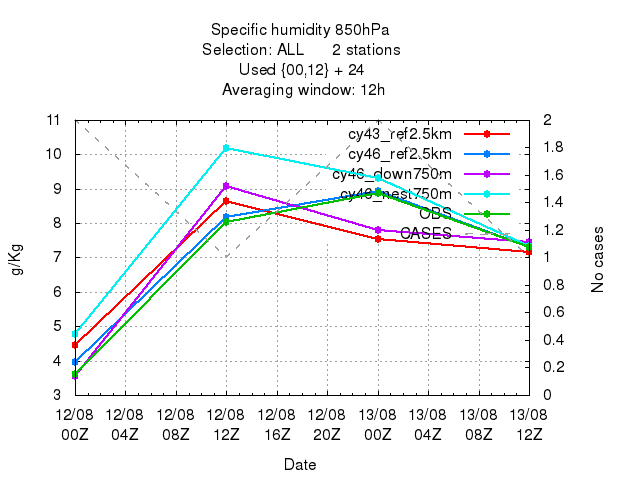 Specific humidity 850hPa
Selection: ALL 2 stations
Used {00,12} + 24
Averaging window: 12h
g/Kg
11
10
9
8
7
6
5
4
3
2
1.8
1.6
1.4
1.2
1
0.8
0.6
0.4
0.2
0
No cases
cy43_ref2.5km
cy46_ref2.5km
cy46_down750m
cy46_nest750m
OBS
CASES
12/08 12/08 12/08 12/08 12/08 12/08 13/08 13/08 13/08 12/08
00Z 04Z 08Z 12Z 16Z 20Z 00Z 04Z 12Z
Date